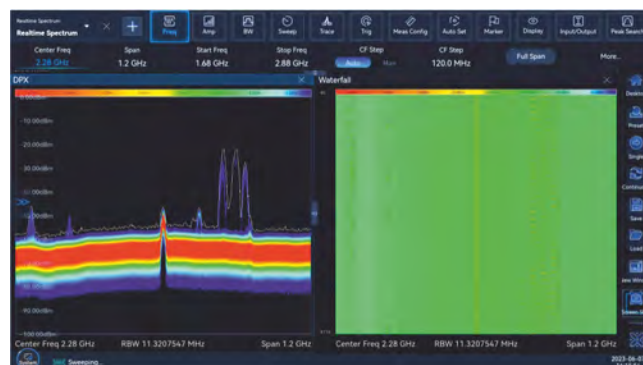 Realtime Spectrum
Realtime Spectrum
Freq
Amp
BW
Sweep
Trace
Trig
Meas Config
Auto Set
Marker
Display
Input/Output
Peak Search
Center Freq
2.28 GHz
Span
1.2 GHz
Start Freq
1.68 GHz
Stop Freq
2.88 GHz
CF Step
Auto
Man
CF Step
120.0 MHz
Full Span
More..
DPX
Waterfall
-10.00dBm
-20.00dBm
-30.00dBm
-80.00dBm
-100.00dBm
Center Freq 2.28 GHz
RBW 11.3207547 MHz
Span 1.2 GHz
Center Freq 2.28 GHz
RBW 11.3207547 MHz
Span 1.2 GHz
Preset
Single
Save
Load
System
Sweeping...